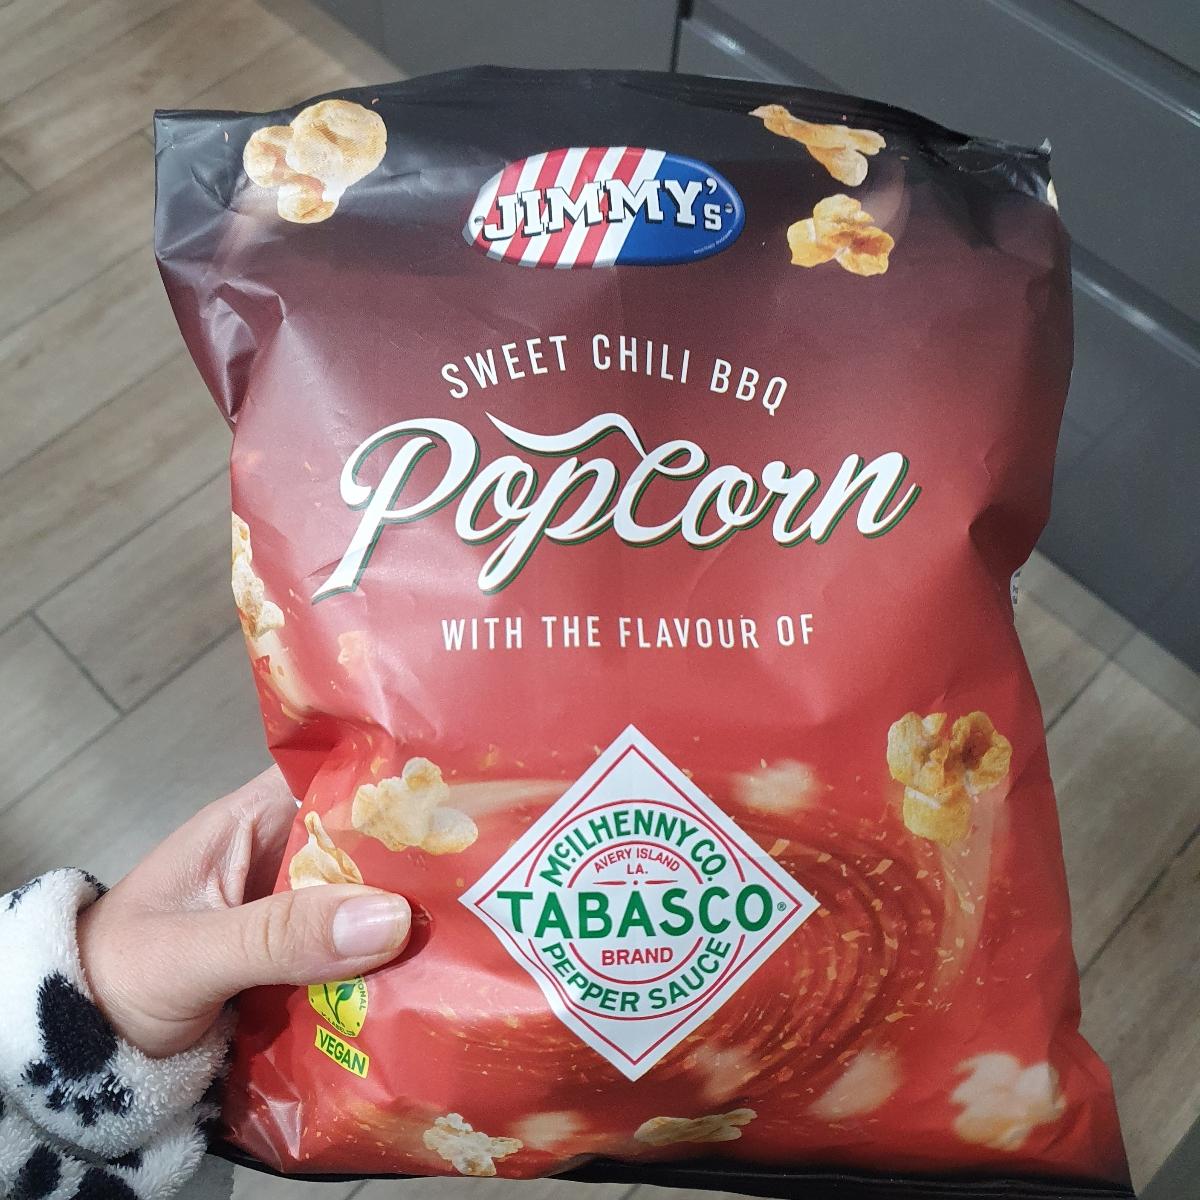 JIMMY's
SWEET CHILI BBQ
Popcorn
WITH THE FLAVOUR OF
McILHENNY CO.
AVERY ISLAND
LA.
TABASCO®
BRAND
PEPPER SAUCE
VEGAN